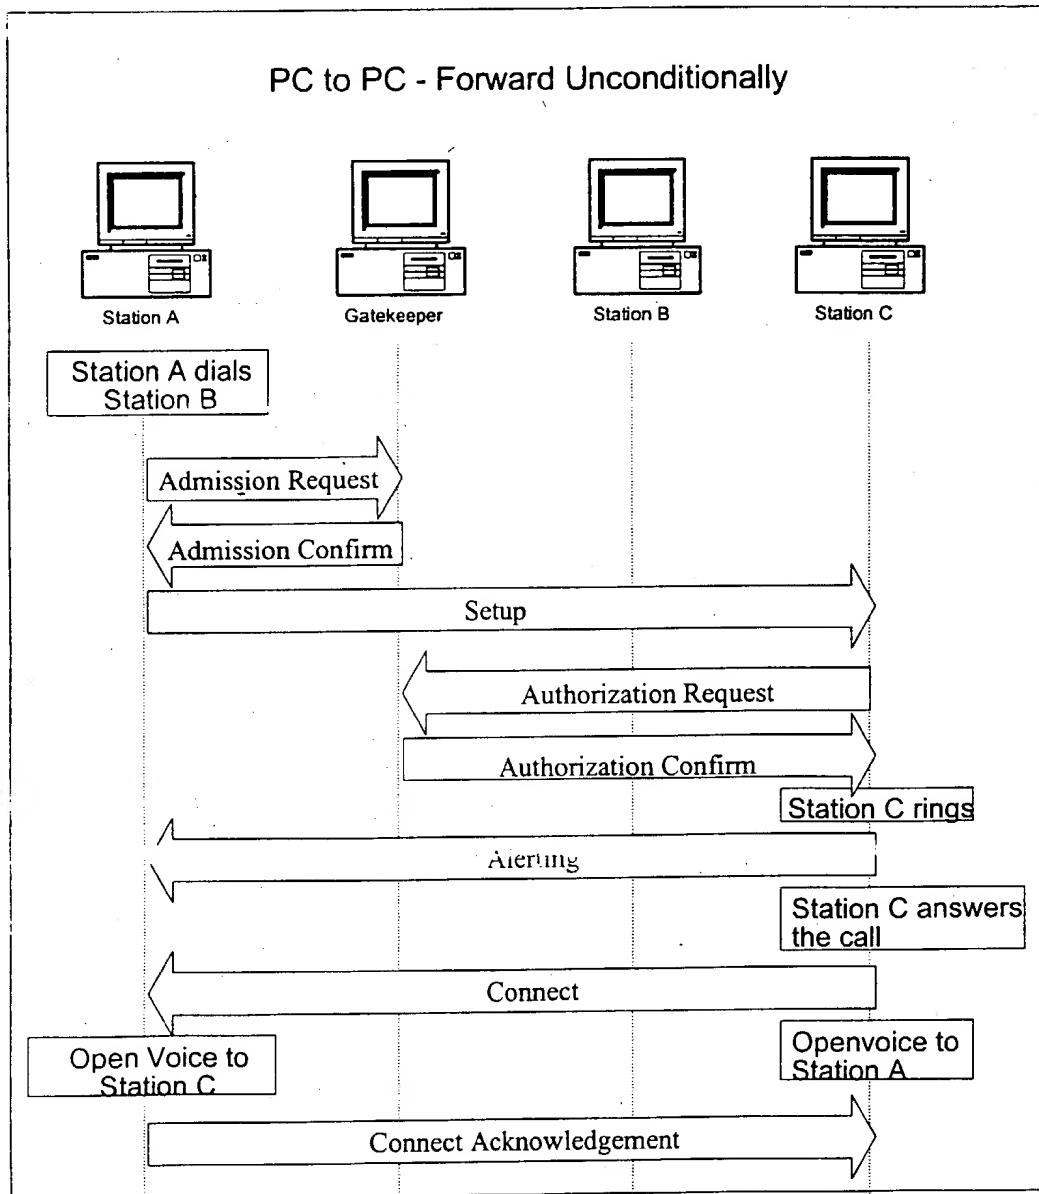 PC to PC - Forward Unconditionally
Station A
Gatekeeper
Station B
Station C
Station A dials
Station B
Admission Request
Admission Confirm
Setup
Authorization Request
Authorization Confirm
Station C rings
Alerting
Station C answers
the call
Connect
Open Voice to
Station C
Openvoice to
Station A
Connect Acknowledgement